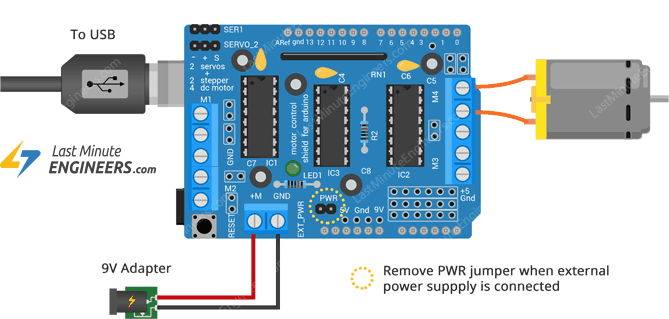 To USB
SER1
SERVO_2
- + S
2 servos
+
2 stepper
4 dc motor
ARef gnd 13 12 11 10 9 8 7 6 5 4 3 2 1 0
M1
GND
C7
IC1
motor control
shield for arduino
C4
IC3
R2
RN1
C6
C5
IC2
C8
LED1
M4
M3
+5
Gnd
M2
RESET
+M
GND
EXT_PWR
PWR
5V Gnd 9V
LAST MINUTE
ENGINEERS.com
9V Adapter
Remove PWR jumper when external
power suppply is connected
LastMinuteEngineers.com